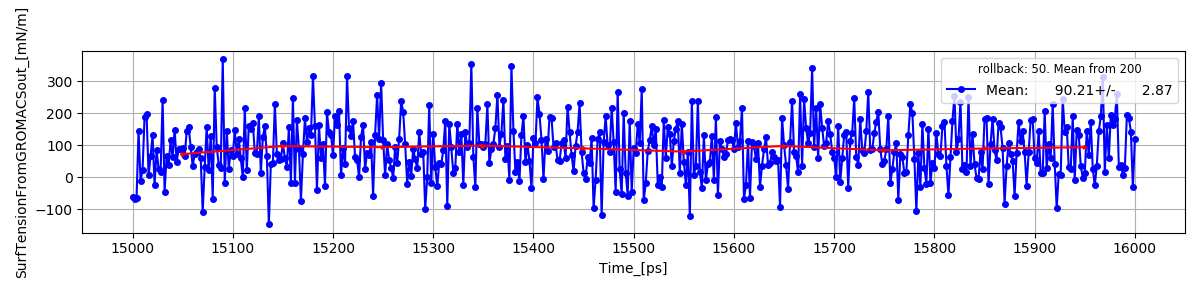 SurfTensionFromGROMACSout_[mN/m]
300
200
100
0
−100
rollback: 50. Mean from 200
Mean: 90.21+/- 2.87
15000 15100 15200 15300 15400 15500 15600 15700 15800 15900 16000
Time_[ps]